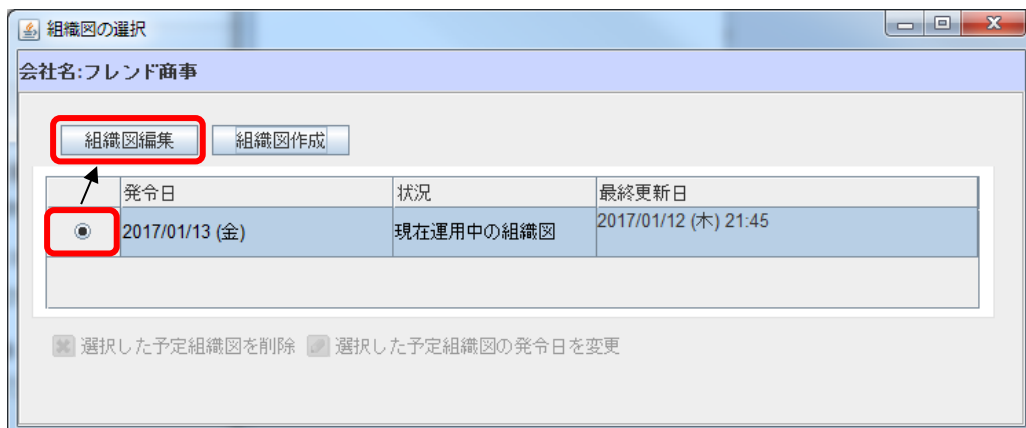 組織図の選択
会社名:フレンド商事
組織図編集 組織図作成
発令日 状況 最終更新日
2017/01/13 (金) 現在運用中の組織図 2017/01/12 (木) 21:45
選択した予定組織図を削除 選択した予定組織図の発令日を変更